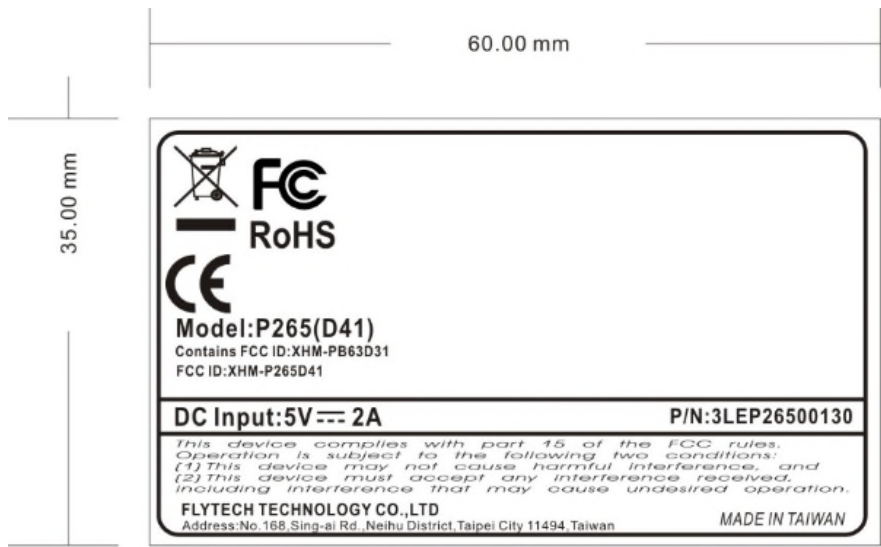 60.00 mm
35.00 mm
FC
RoHS
CE
Model:P265(D41)
Contains FCC ID:XHM-PB63D31
FCC ID:XHM-P265D41
DC Input:5V⎓2A
P/N:3LEP26500130
This device complies with part 15 of the FCC rules.
Operation is subject to the following two conditions:
(1) This device may not cause harmful interference, and
(2) This device must accept any interference received,
including interference that may cause undesired operation.
FLYTECH TECHNOLOGY CO.,LTD
Address:No.168,Sing-ai Rd.,Neihu District,Taipei City 11494,Taiwan
MADE IN TAIWAN